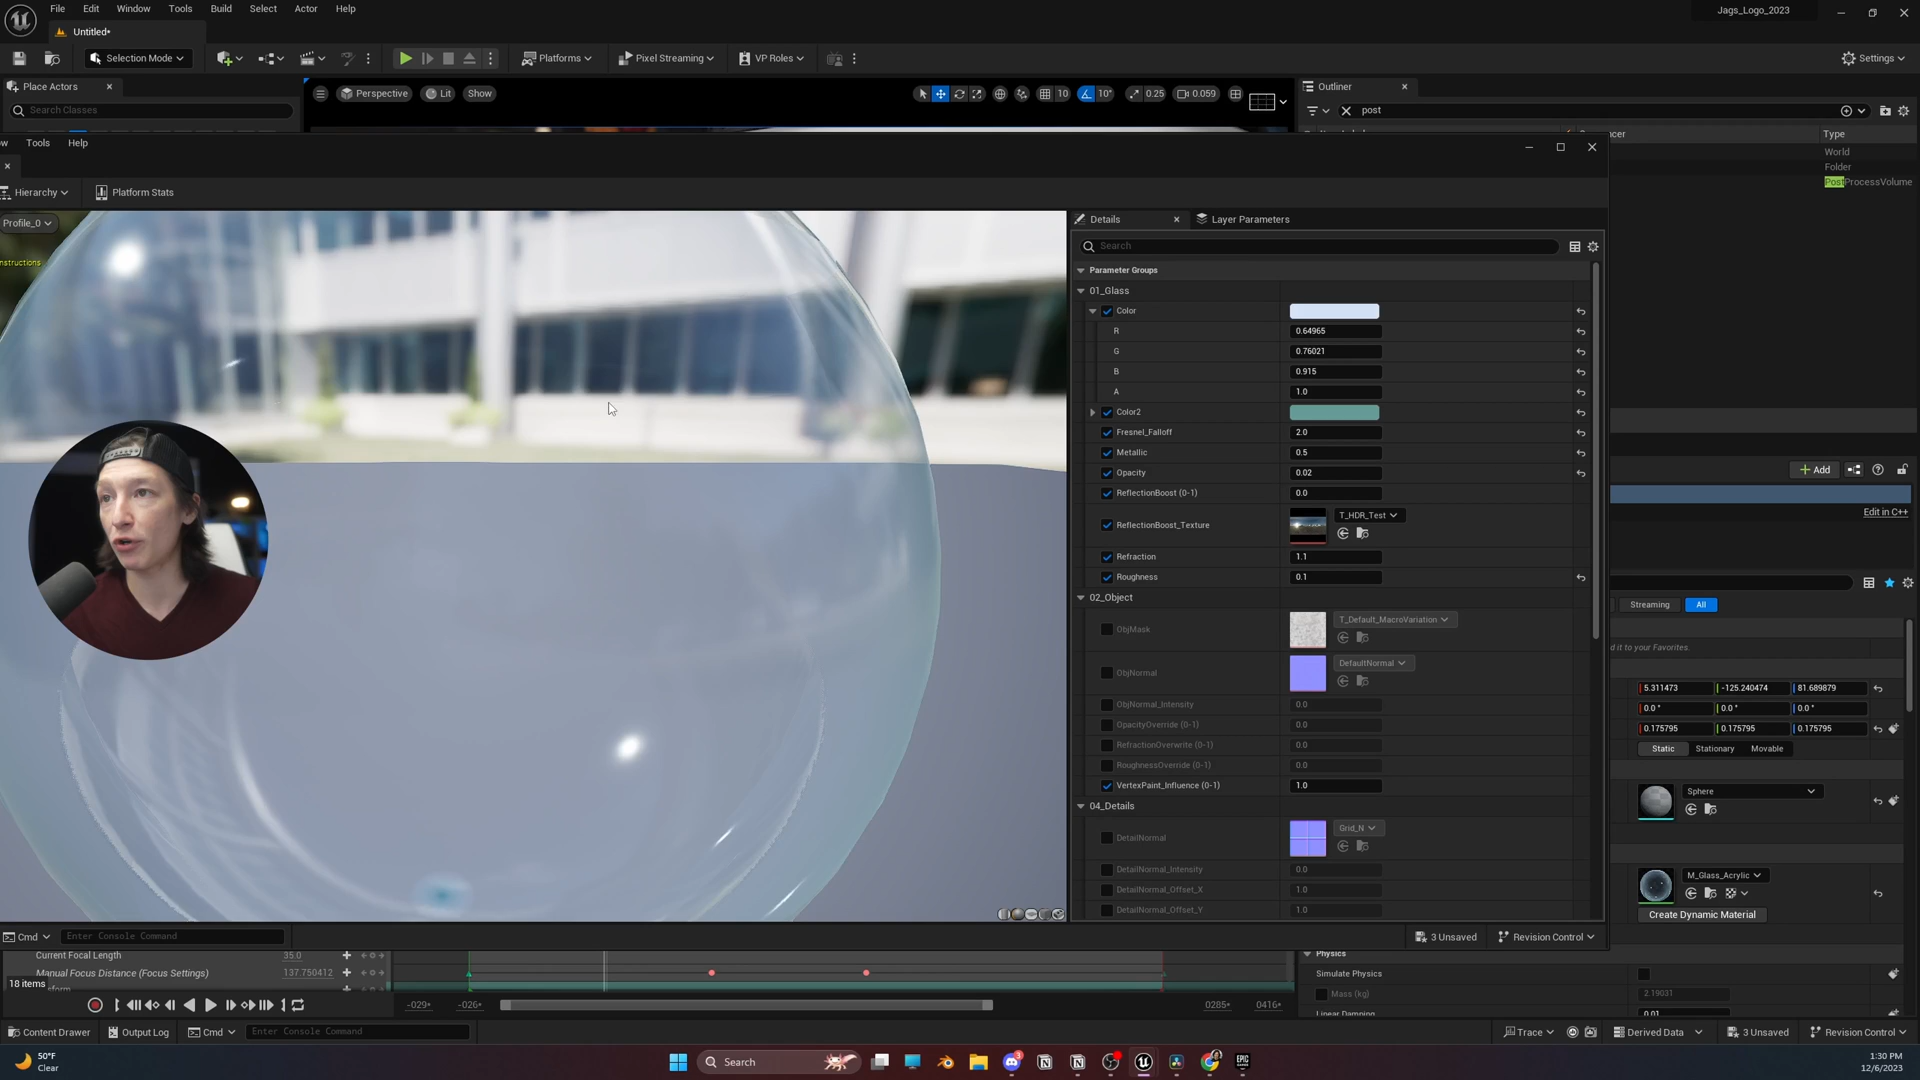 File Edit Window Tools Build Select Actor Help
Jags_Logo_2023
Untitled*
Selection Mode Platforms Pixel Streaming VP Roles Settings
Place Actors
Search Classes
Perspective Lit Show 10 10° 0.25 0.059
Outliner
post
Type
World
Folder
PostProcessVolume
Tools Help
Hierarchy Platform Stats
Profile_0
nstructions
Details Layer Parameters
Search
Parameter Groups
01_Glass
Color
R 0.64965
G 0.76021
B 0.915
A 1.0
Color2
Fresnel_Falloff 2.0
Metallic 0.5
Opacity 0.02
ReflectionBoost (0-1) 0.0
ReflectionBoost_Texture T_HDR_Test
Refraction 1.1
Roughness 0.1
02_Object
ObjMask T_Default_MacroVariation
ObjNormal DefaultNormal
ObjNormal_Intensity 0.0
OpacityOverride (0-1) 0.0
RefractionOverwrite (0-1) 0.0
RoughnessOverride (0-1) 0.0
VertexPaint_Influence (0-1) 1.0
04_Details
DetailNormal Grid_N
DetailNormal_Intensity 0.0
DetailNormal_Offset_X 1.0
DetailNormal_Offset_Y 1.0
Add
Edit in C++
Streaming All
d it to your Favorites.
5.311473 -125.240474 81.689879
0.0 ° 0.0 ° 0.0 °
0.175795 0.175795 0.175795
Static Stationary Movable
Sphere
M_Glass_Acrylic
Create Dynamic Material
Cmd Enter Console Command
3 Unsaved Revision Control
Physics
Simulate Physics
Mass (kg) 2.19031
Linear Damping 0.01
Current Focal Length 35.0
Manual Focus Distance (Focus Settings) 137.750412
18 items
-029+ -026+ 0285+ 0416+
Content Drawer Output Log Cmd Enter Console Command
Trace Derived Data 3 Unsaved Revision Control
50°F
Clear
Search
1:30 PM
12/6/2023